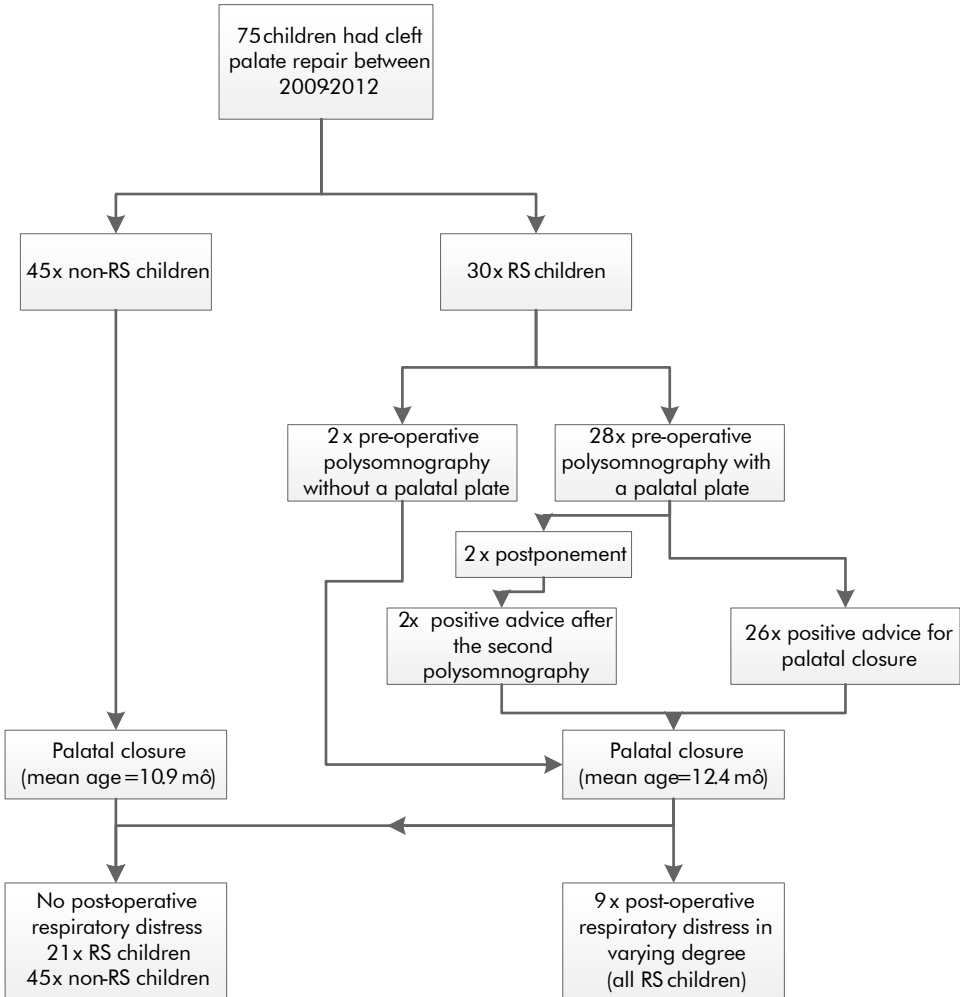 75 children had cleft
palate repair between
2009-2012
45x non-RS children
30x RS children
2x pre-operative
polysomnography
without a palatal plate
28x pre-operative
polysomnography with
a palatal plate
2x postponement
2x positive advice after
the second
polysomnography
26x positive advice for
palatal closure
Palatal closure
(mean age=10.9 mô)
Palatal closure
(mean age=12.4 mô)
No post-operative
respiratory distress
21x RS children
45x non-RS children
9x post-operative
respiratory distress in
varying degree
(all RS children)